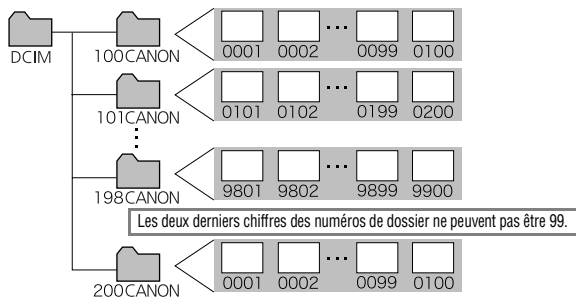 DCIM
100CANON
0001 0002 ... 0099 0100
101CANON
0101 0102 ... 0199 0200
198CANON
9801 9802 ... 9899 9900
Les deux derniers chiffres des numéros de dossier ne peuvent pas être 99.
200CANON
0001 0002 ... 0099 0100